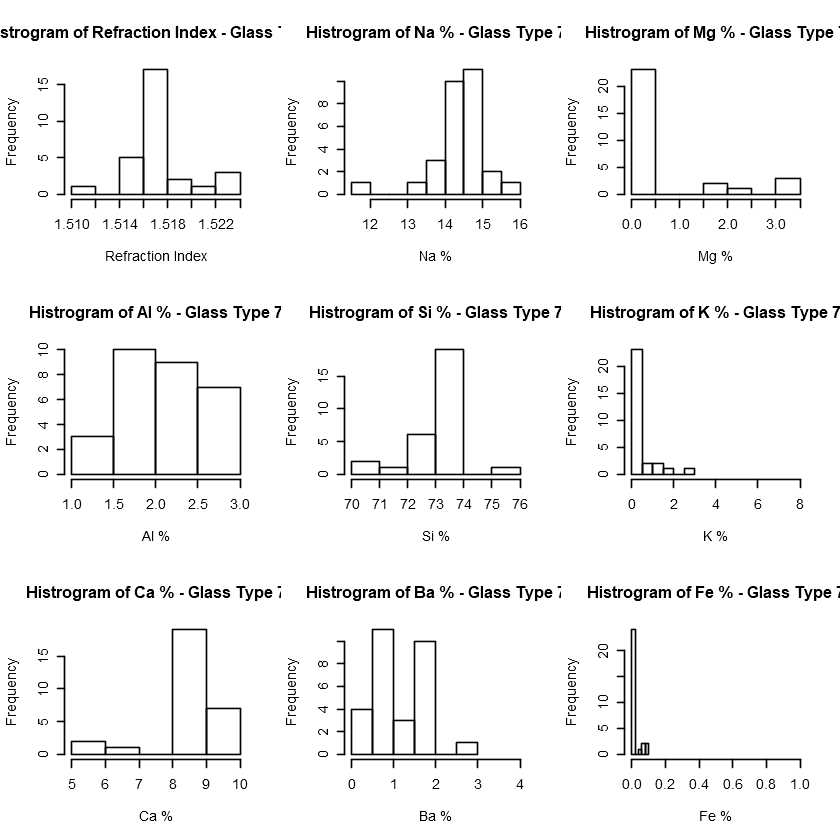 strogram of Refraction Index - Glass
Histrogram of Na % - Glass Type 7
Histrogram of Mg % - Glass Type
Frequency
0 5 10 15
1.510 1.514 1.518 1.522
Refraction Index
Frequency
0 2 4 6 8
12 13 14 15 16
Na %
Frequency
0 5 10 15 20
0.0 1.0 2.0 3.0
Mg %
Histrogram of Al % - Glass Type 7
Histrogram of Si % - Glass Type 7
Histrogram of K % - Glass Type 7
Frequency
0 2 4 6 8 10
1.0 1.5 2.0 2.5 3.0
Al %
Frequency
0 5 10 15
70 71 72 73 74 75 76
Si %
Frequency
0 5 10 15 20
0 2 4 6 8
K %
Histrogram of Ca % - Glass Type 7
Histrogram of Ba % - Glass Type 7
Histrogram of Fe % - Glass Type 7
Frequency
0 5 10 15
5 6 7 8 9 10
Ca %
Frequency
0 2 4 6 8
0 1 2 3 4
Ba %
Frequency
0 5 10 20
0.0 0.2 0.4 0.6 0.8 1.0
Fe %